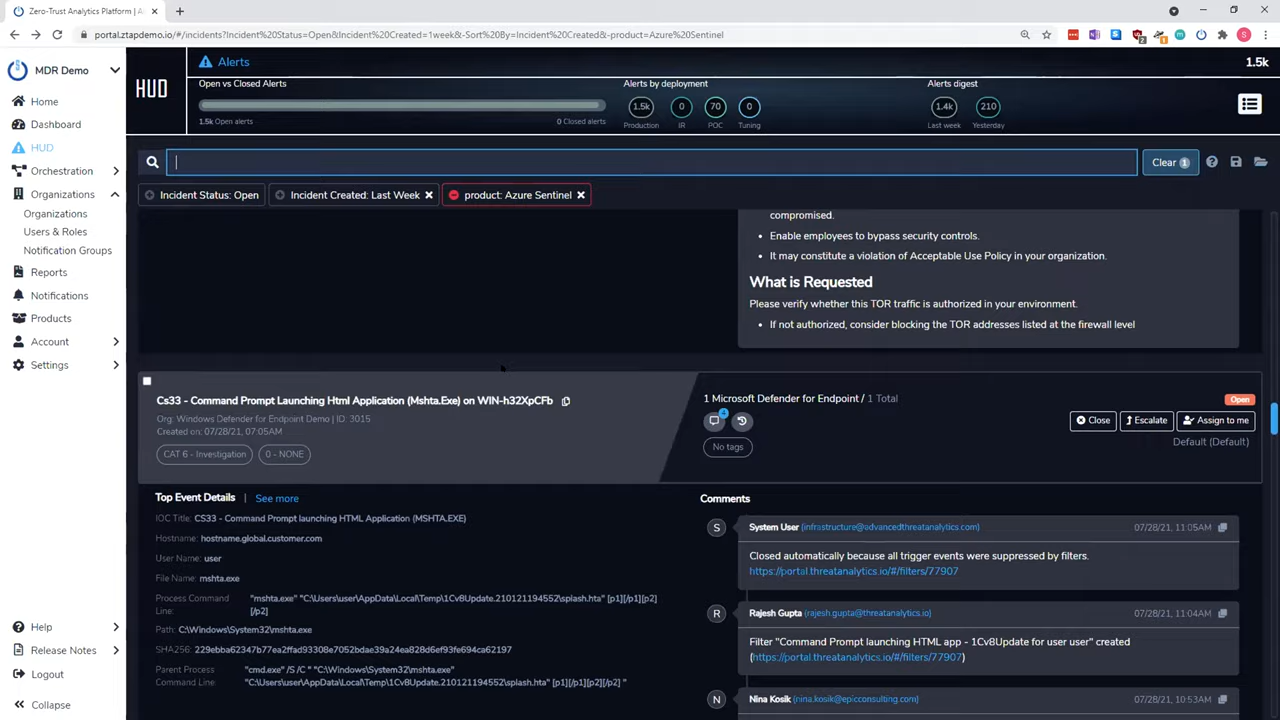 Zero-Trust Analytics Platform |
portal.ztapdemo.io/#/incidents?Incident%20Status=Open&Incident%20Created=1week&-Sort%20By=Incident%20Created&-product=Azure%20Sentinel
MDR Demo
Home
Dashboard
HUD
Orchestration
Organizations
Organizations
Users & Roles
Notification Groups
Reports
Notifications
Products
Account
Settings
Help
Release Notes
Logout
Collapse
HUD
Alerts
1.5k
Open vs Closed Alerts
1.5k Open alerts
0 Closed alerts
Alerts by deployment
1.5k
0
70
0
Production
IR
POC
Tuning
Alerts digest
1.4k
210
Last week
Yesterday
Clear 1
Incident Status: Open
Incident Created: Last Week
product: Azure Sentinel
compromised.
• Enable employees to bypass security controls.
• It may constitute a violation of Acceptable Use Policy in your organization.
What is Requested
Please verify whether this TOR traffic is authorized in your environment.
• If not authorized, consider blocking the TOR addresses listed at the firewall level
Cs33 - Command Prompt Launching Html Application (Mshta.Exe) on WIN-h32XpCFb
Org: Windows Defender for Endpoint Demo | ID: 3015
Created on: 07/28/21, 07:05AM
CAT 6 - Investigation
0 - NONE
1 Microsoft Defender for Endpoint / 1 Total
4
No tags
Open
Close
Escalate
Assign to me
Default (Default)
Top Event Details | See more
IOC Title: CS33 - Command Prompt launching HTML Application (MSHTA.EXE)
Hostname: hostname.global.customer.com
User Name: user
File Name: mshta.exe
Process Command Line: "mshta.exe" "C:\Users\user\AppData\Local\Temp\1Cv8Update.210121194552\splash.hta" [p1][/p1][p2]
[/p2]
Path: C:\Windows\System32\mshta.exe
SHA256: 229ebba62347b77ea2ffad93308e7052bdae39a24ea828d6ef93fe694ca62197
Parent Process Command Line: "cmd.exe" /S /C " "C:\Windows\System32\mshta.exe"
"C:\Users\user\AppData\Local\Temp\1Cv8Update.210121194552\splash.hta" [p1][/p1][p2][/p2] "
Comments
S
System User (infrastructure@advancedthreatanalytics.com)
07/28/21, 11:05AM
Closed automatically because all trigger events were suppressed by filters.
https://portal.threatanalytics.io/#/filters/77907
R
Rajesh Gupta (rajesh.gupta@threatanalytics.io)
07/28/21, 11:04AM
Filter "Command Prompt launching HTML app - 1Cv8Update for user user" created
(https://portal.threatanalytics.io/#/filters/77907)
N
Nina Kosik (nina.kosik@epicconsulting.com)
07/28/21, 10:53AM